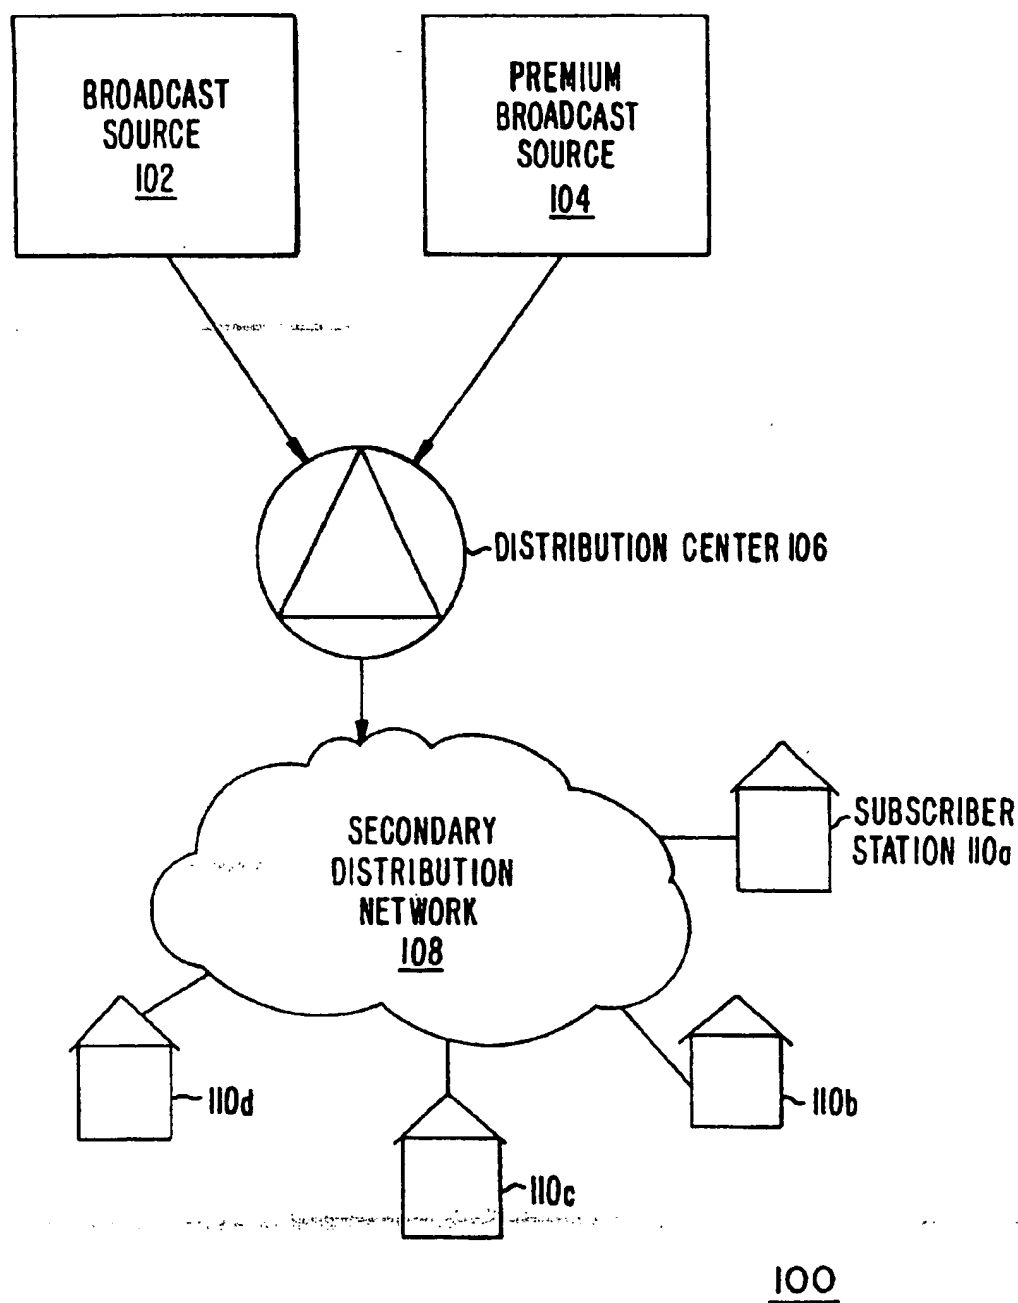 BROADCAST
SOURCE
102
PREMIUM
BROADCAST
SOURCE
104
DISTRIBUTION CENTER 106
SECONDARY
DISTRIBUTION
NETWORK
108
SUBSCRIBER
STATION 110a
110d
110b
110c
100